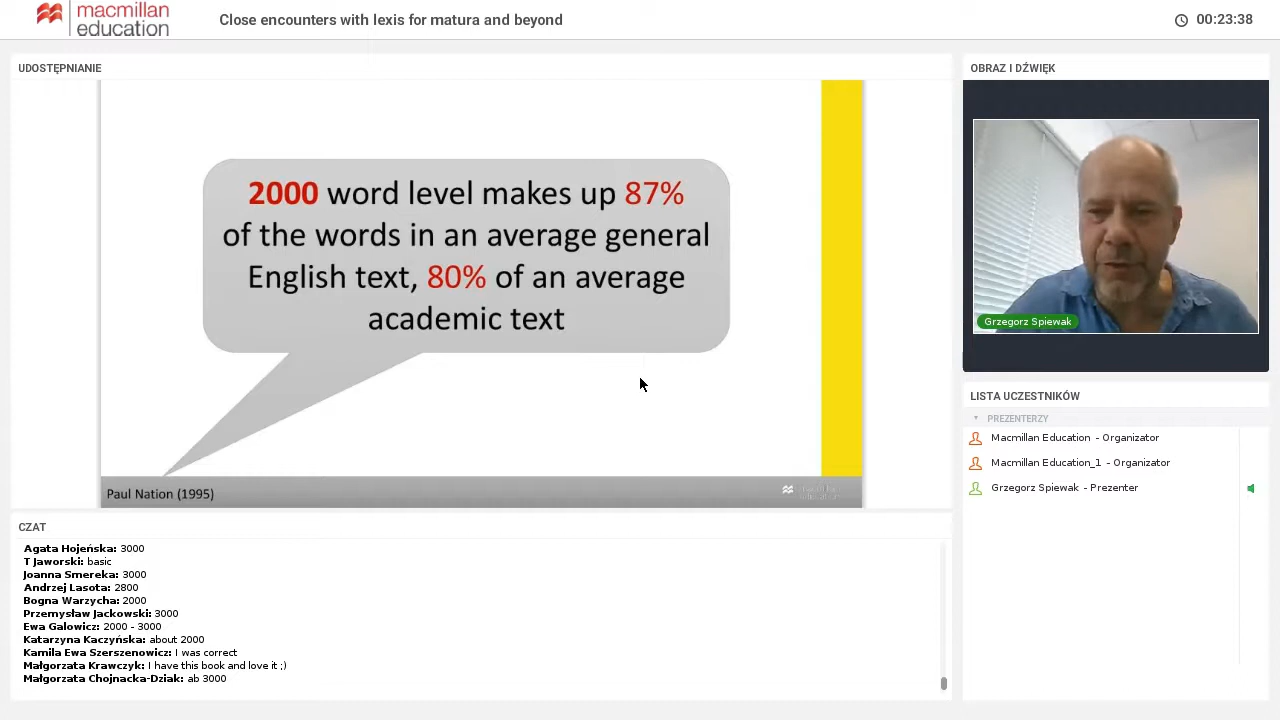 macmillan
education
Close encounters with lexis for matura and beyond
00:23:38
UDOSTĘPNIANIE
2000 word level makes up 87%
of the words in an average general
English text, 80% of an average
academic text
Paul Nation (1995)
OBRAZ I DŹWIĘK
Grzegorz Spiewak
LISTA UCZESTNIKÓW
PREZENTERZY
Macmillan Education - Organizator
Macmillan Education_1 - Organizator
Grzegorz Spiewak - Prezenter
CZAT
Agata Hojeńska: 3000
T Jaworski: basic
Joanna Smereka: 3000
Andrzej Lasota: 2800
Bogna Warzycha: 2000
Przemysław Jackowski: 3000
Ewa Galowicz: 2000 - 3000
Katarzyna Kaczyńska: about 2000
Kamila Ewa Szerszenowicz: I was correct
Małgorzata Krawczyk: I have this book and love it ;)
Małgorzata Chojnacka-Dziak: ab 3000